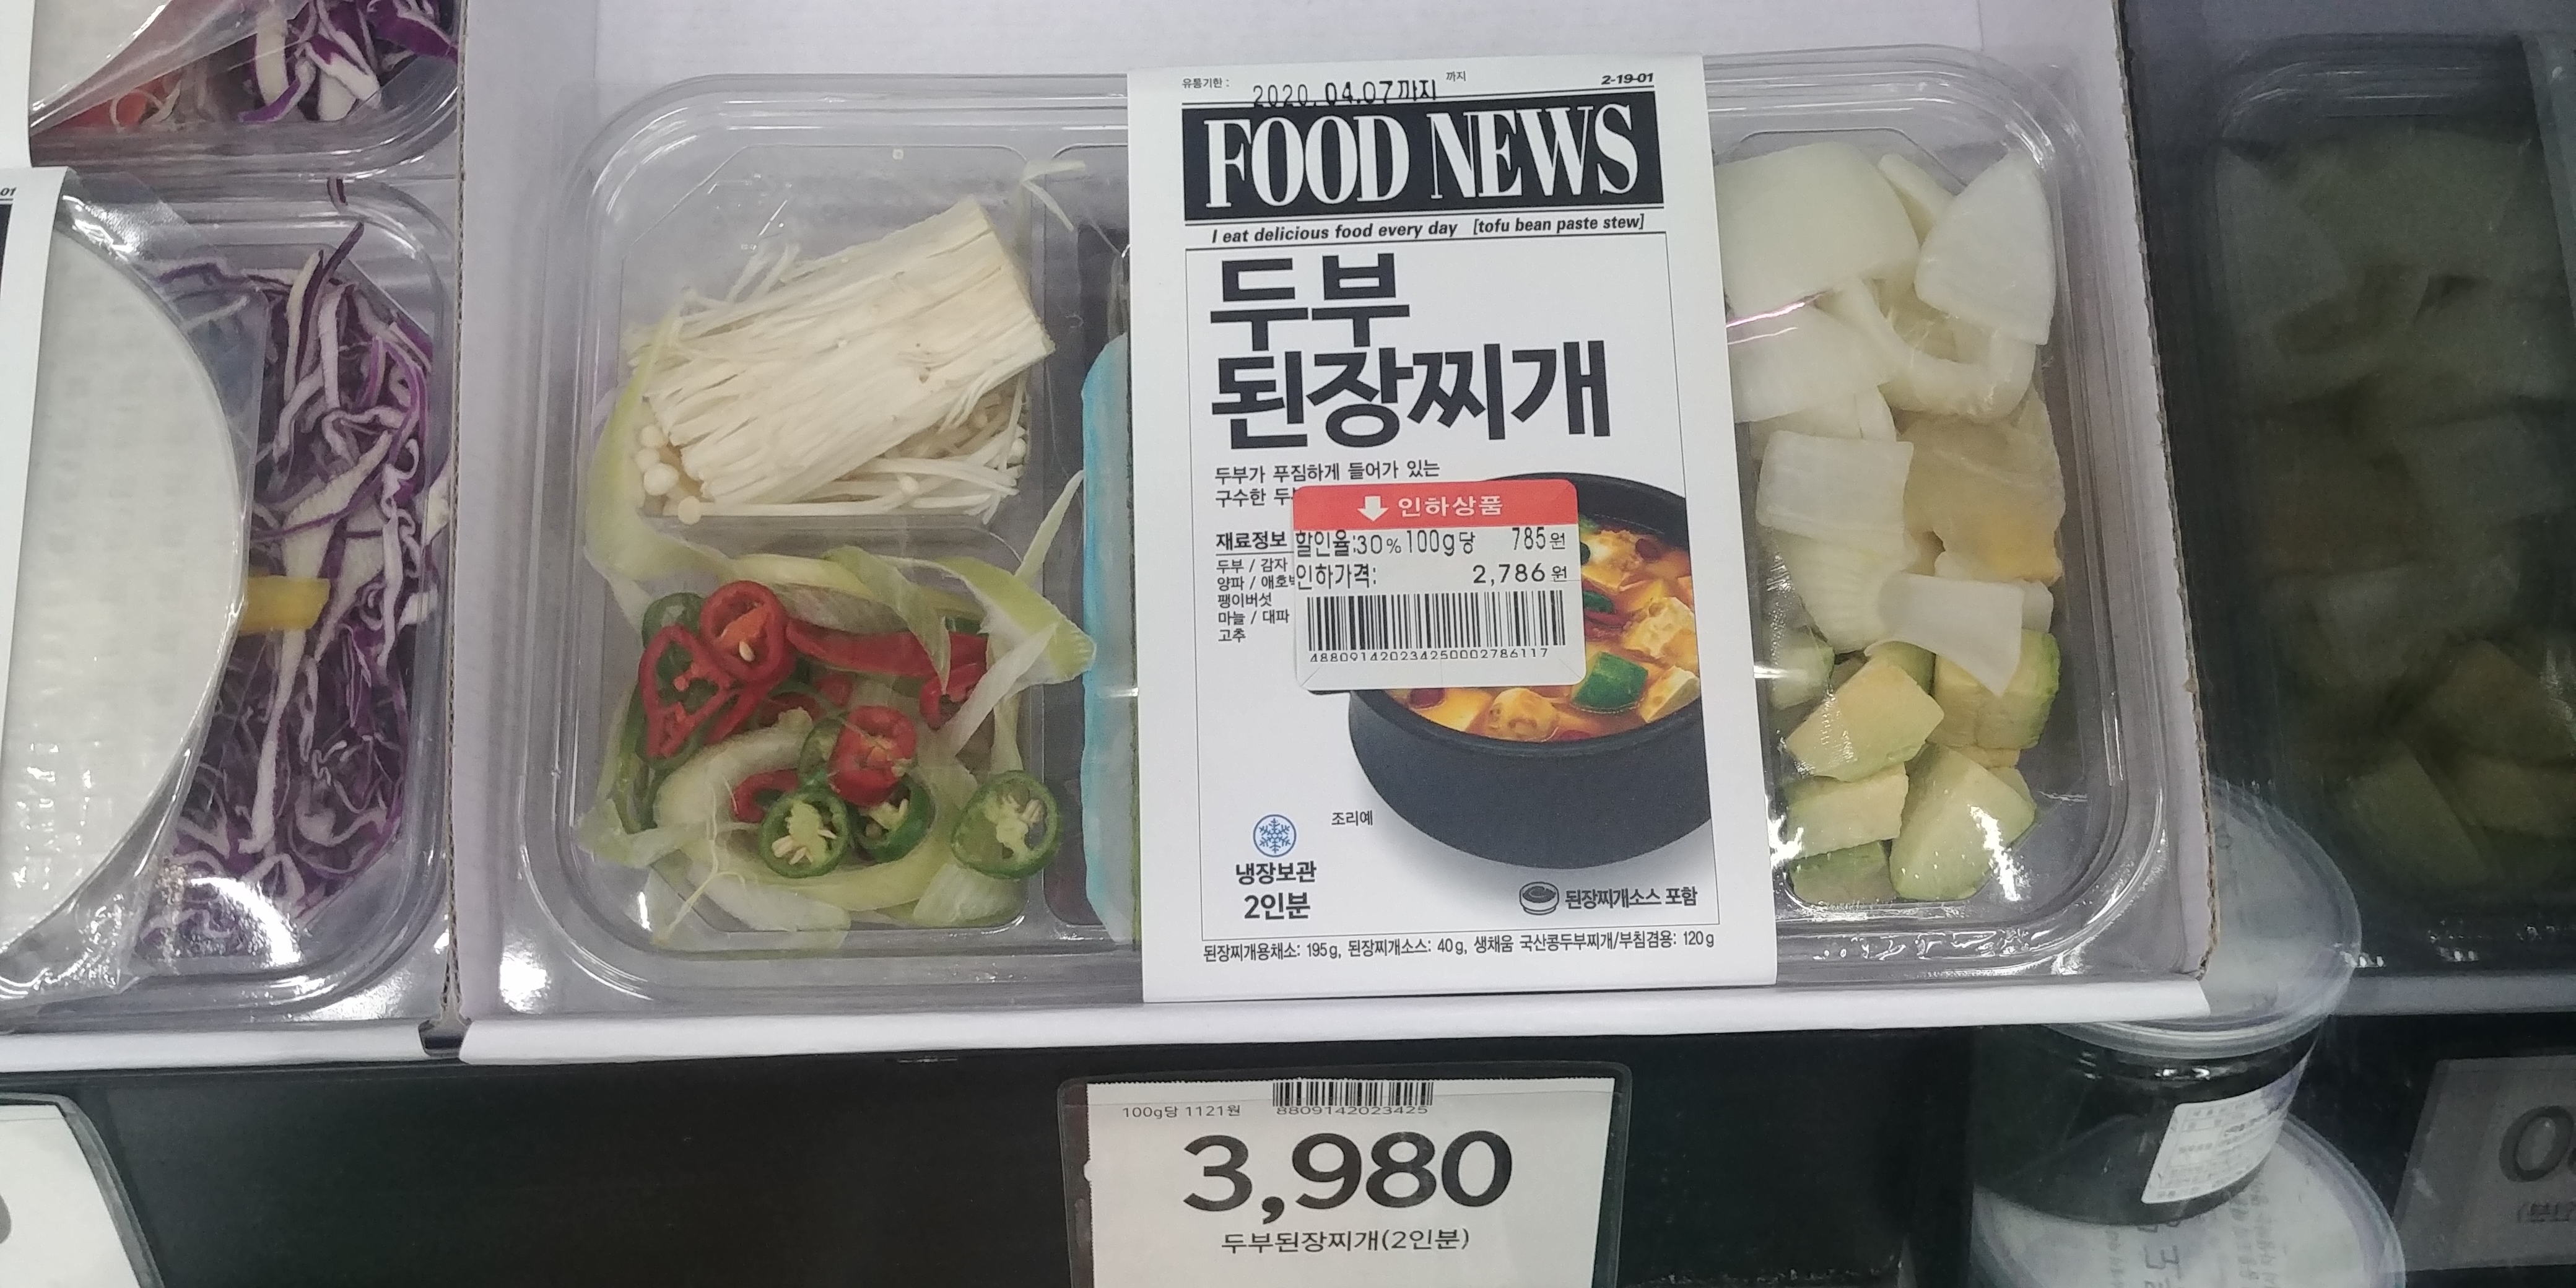 유통기한 :
2020.04.07까지
까지
2-19-01
FOOD NEWS
I eat delicious food every day [tofu bean paste stew]
두부
된장찌개
두부가 푸짐하게 들어가 있는
구수한
인하상품
재료정보
할인율:30% 100g당 785원
인하가격: 2,786원
두부 / 감자
양파 /
팽이버섯
마늘 / 대파
고추
488091420234250002786117
조리예
냉장보관
2인분
된장찌개소스 포함
된장찌개용채소: 195g, 된장찌개소스: 40g, 생채움 국산콩두부찌개/부침겸용: 120g
01
100g당 1121원
8809142023425
3,980
두부된장찌개(2인분)